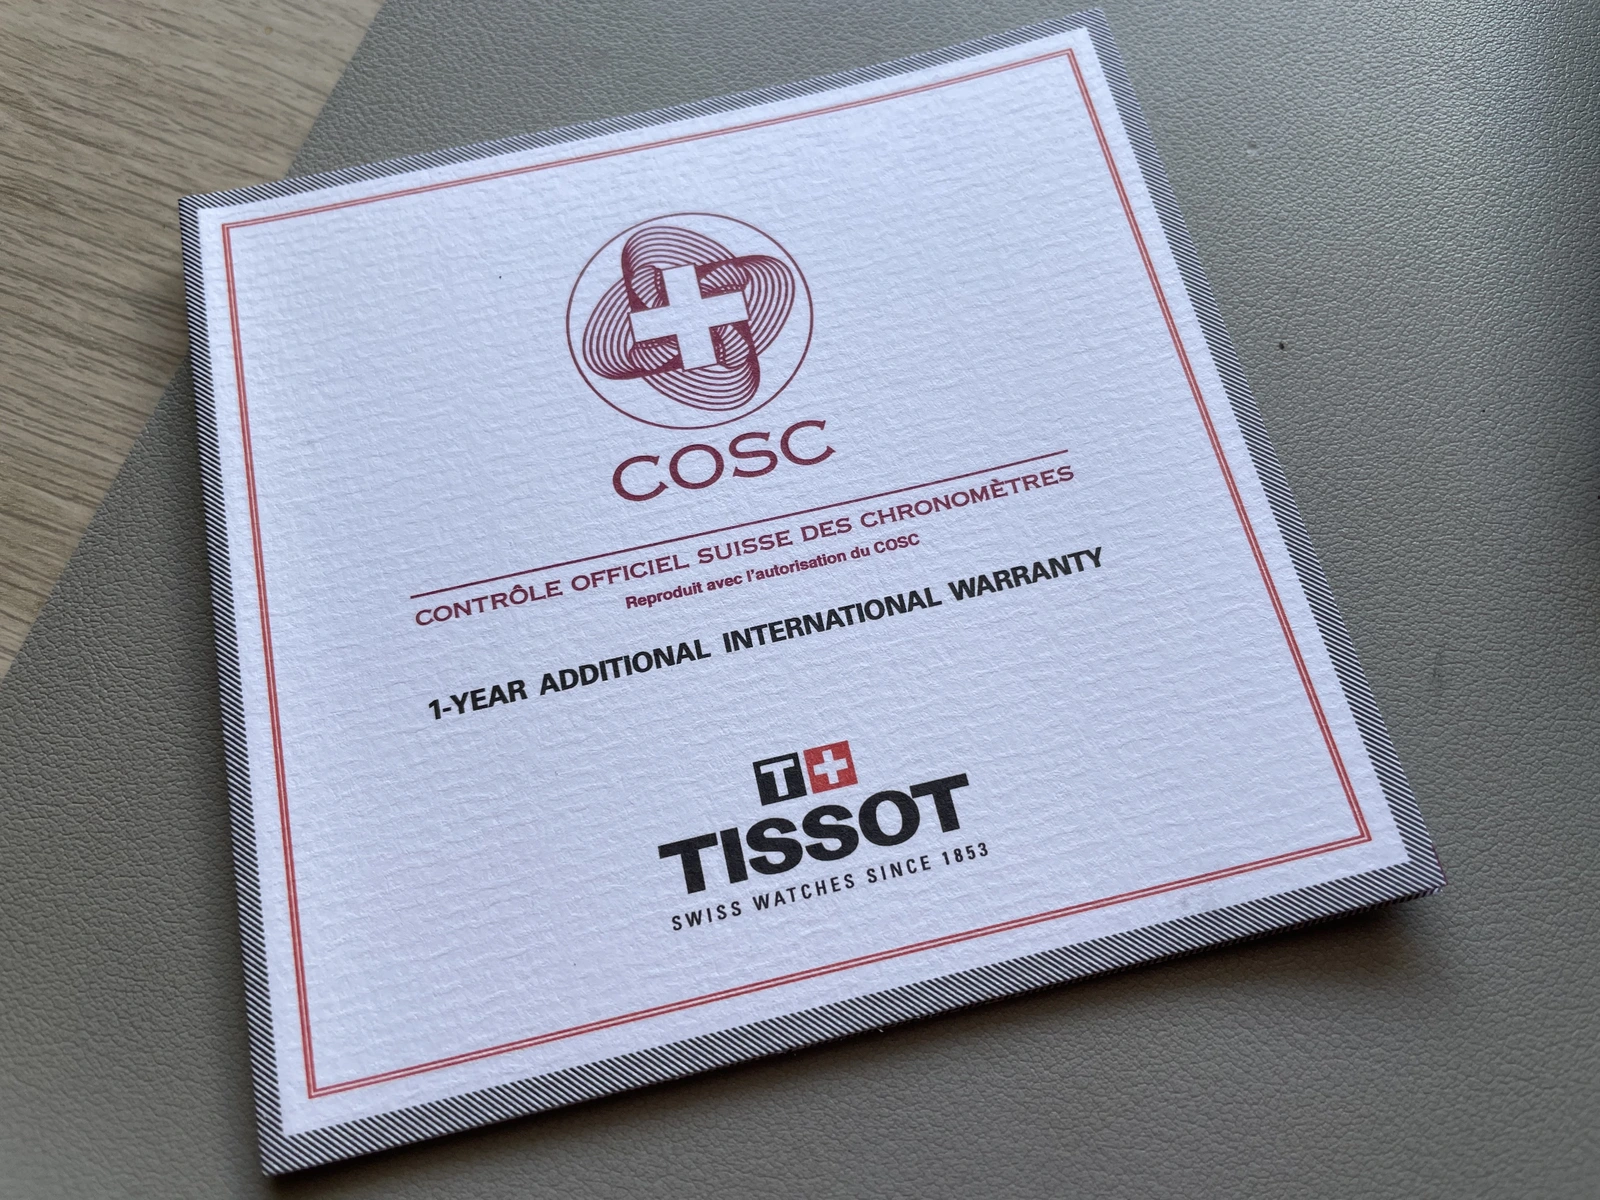 COSC
CONTRÔLE OFFICIEL SUISSE DES CHRONOMÈTRES
Reproduit avec l'autorisation du COSC
1-YEAR ADDITIONAL INTERNATIONAL WARRANTY
T+
TISSOT
SWISS WATCHES SINCE 1853